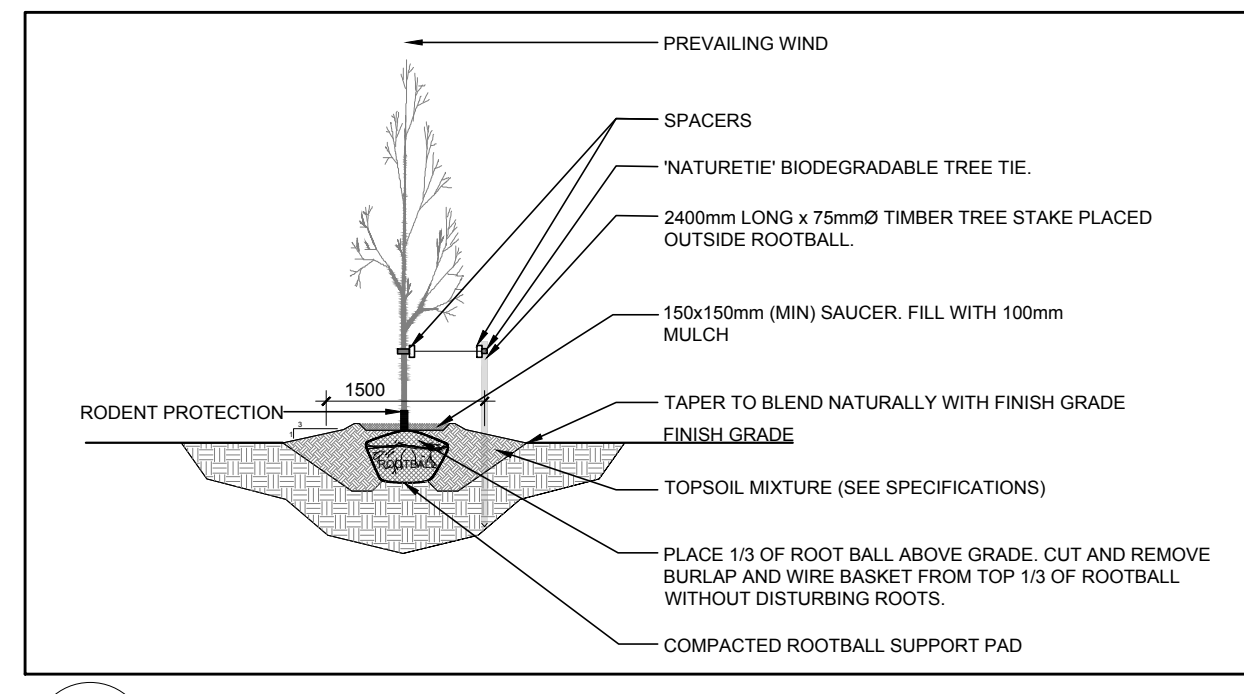 PREVAILING WIND
SPACERS
'NATURETIE' BIODEGRADABLE TREE TIE.
2400mm LONG x 75mmØ TIMBER TREE STAKE PLACED
OUTSIDE ROOTBALL.
150x150mm (MIN) SAUCER. FILL WITH 100mm
MULCH
1500
RODENT PROTECTION
TAPER TO BLEND NATURALLY WITH FINISH GRADE
3
1
FINISH GRADE
ROOTBALL
TOPSOIL MIXTURE (SEE SPECIFICATIONS)
PLACE 1/3 OF ROOT BALL ABOVE GRADE. CUT AND REMOVE
BURLAP AND WIRE BASKET FROM TOP 1/3 OF ROOTBALL
WITHOUT DISTURBING ROOTS.
COMPACTED ROOTBALL SUPPORT PAD